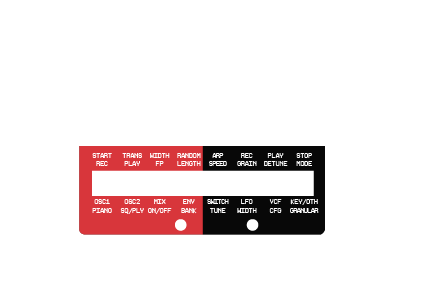 START TRANS WIDTH RANDOM ARP REC PLAY STOP
REC PLAY FP LENGTH SPEED GRAIN DETUNE MODE
OSC1 OSC2 MIX ENV SWITCH LFO VCF KEY/OTH
PIANO SQ/PLY ON/OFF BANK TUNE WIDTH CFG GRANULAR